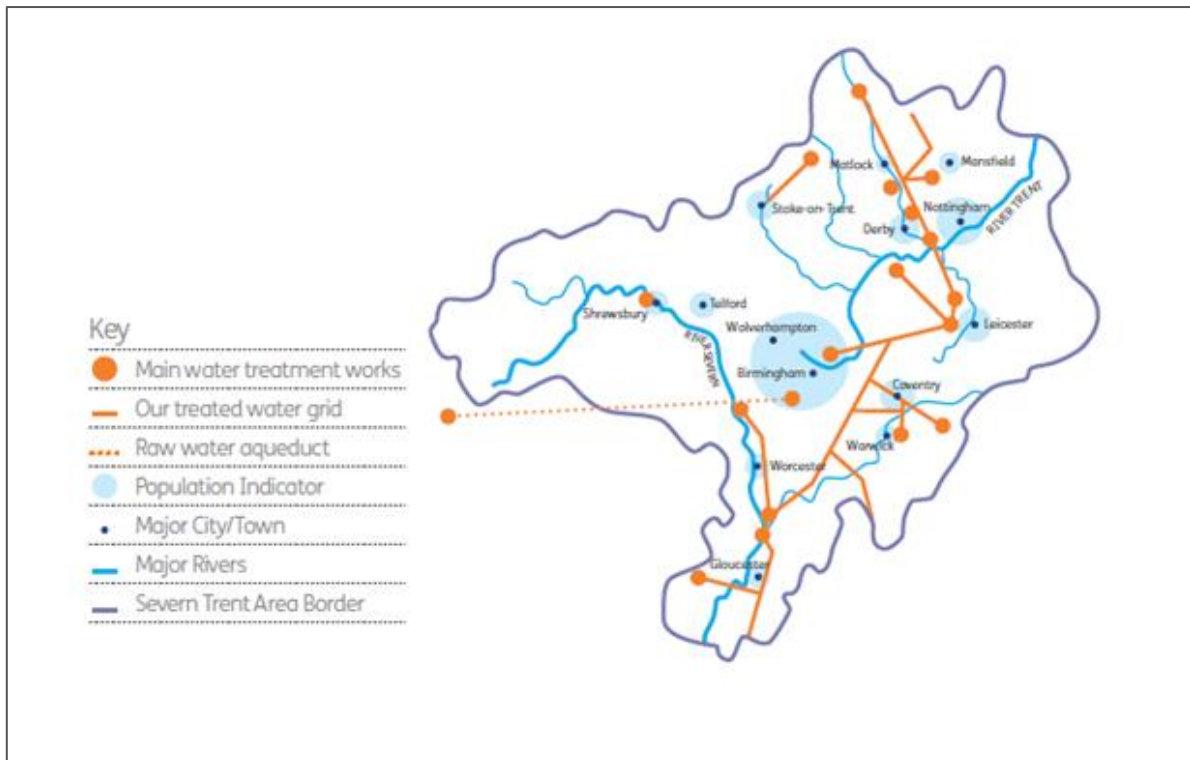 Key
Main water treatment works
Our treated water grid
Raw water aqueduct
Population Indicator
Major City/Town
Major Rivers
Severn Trent Area Border
Matlock
Mansfield
Stoke-on-Trent
Nottingham
Derby
RIVER TRENT
Shrewsbury
Telford
Wolverhampton
Leicester
RIVER SEVERN
Birmingham
Coventry
Warwick
Worcester
Gloucester